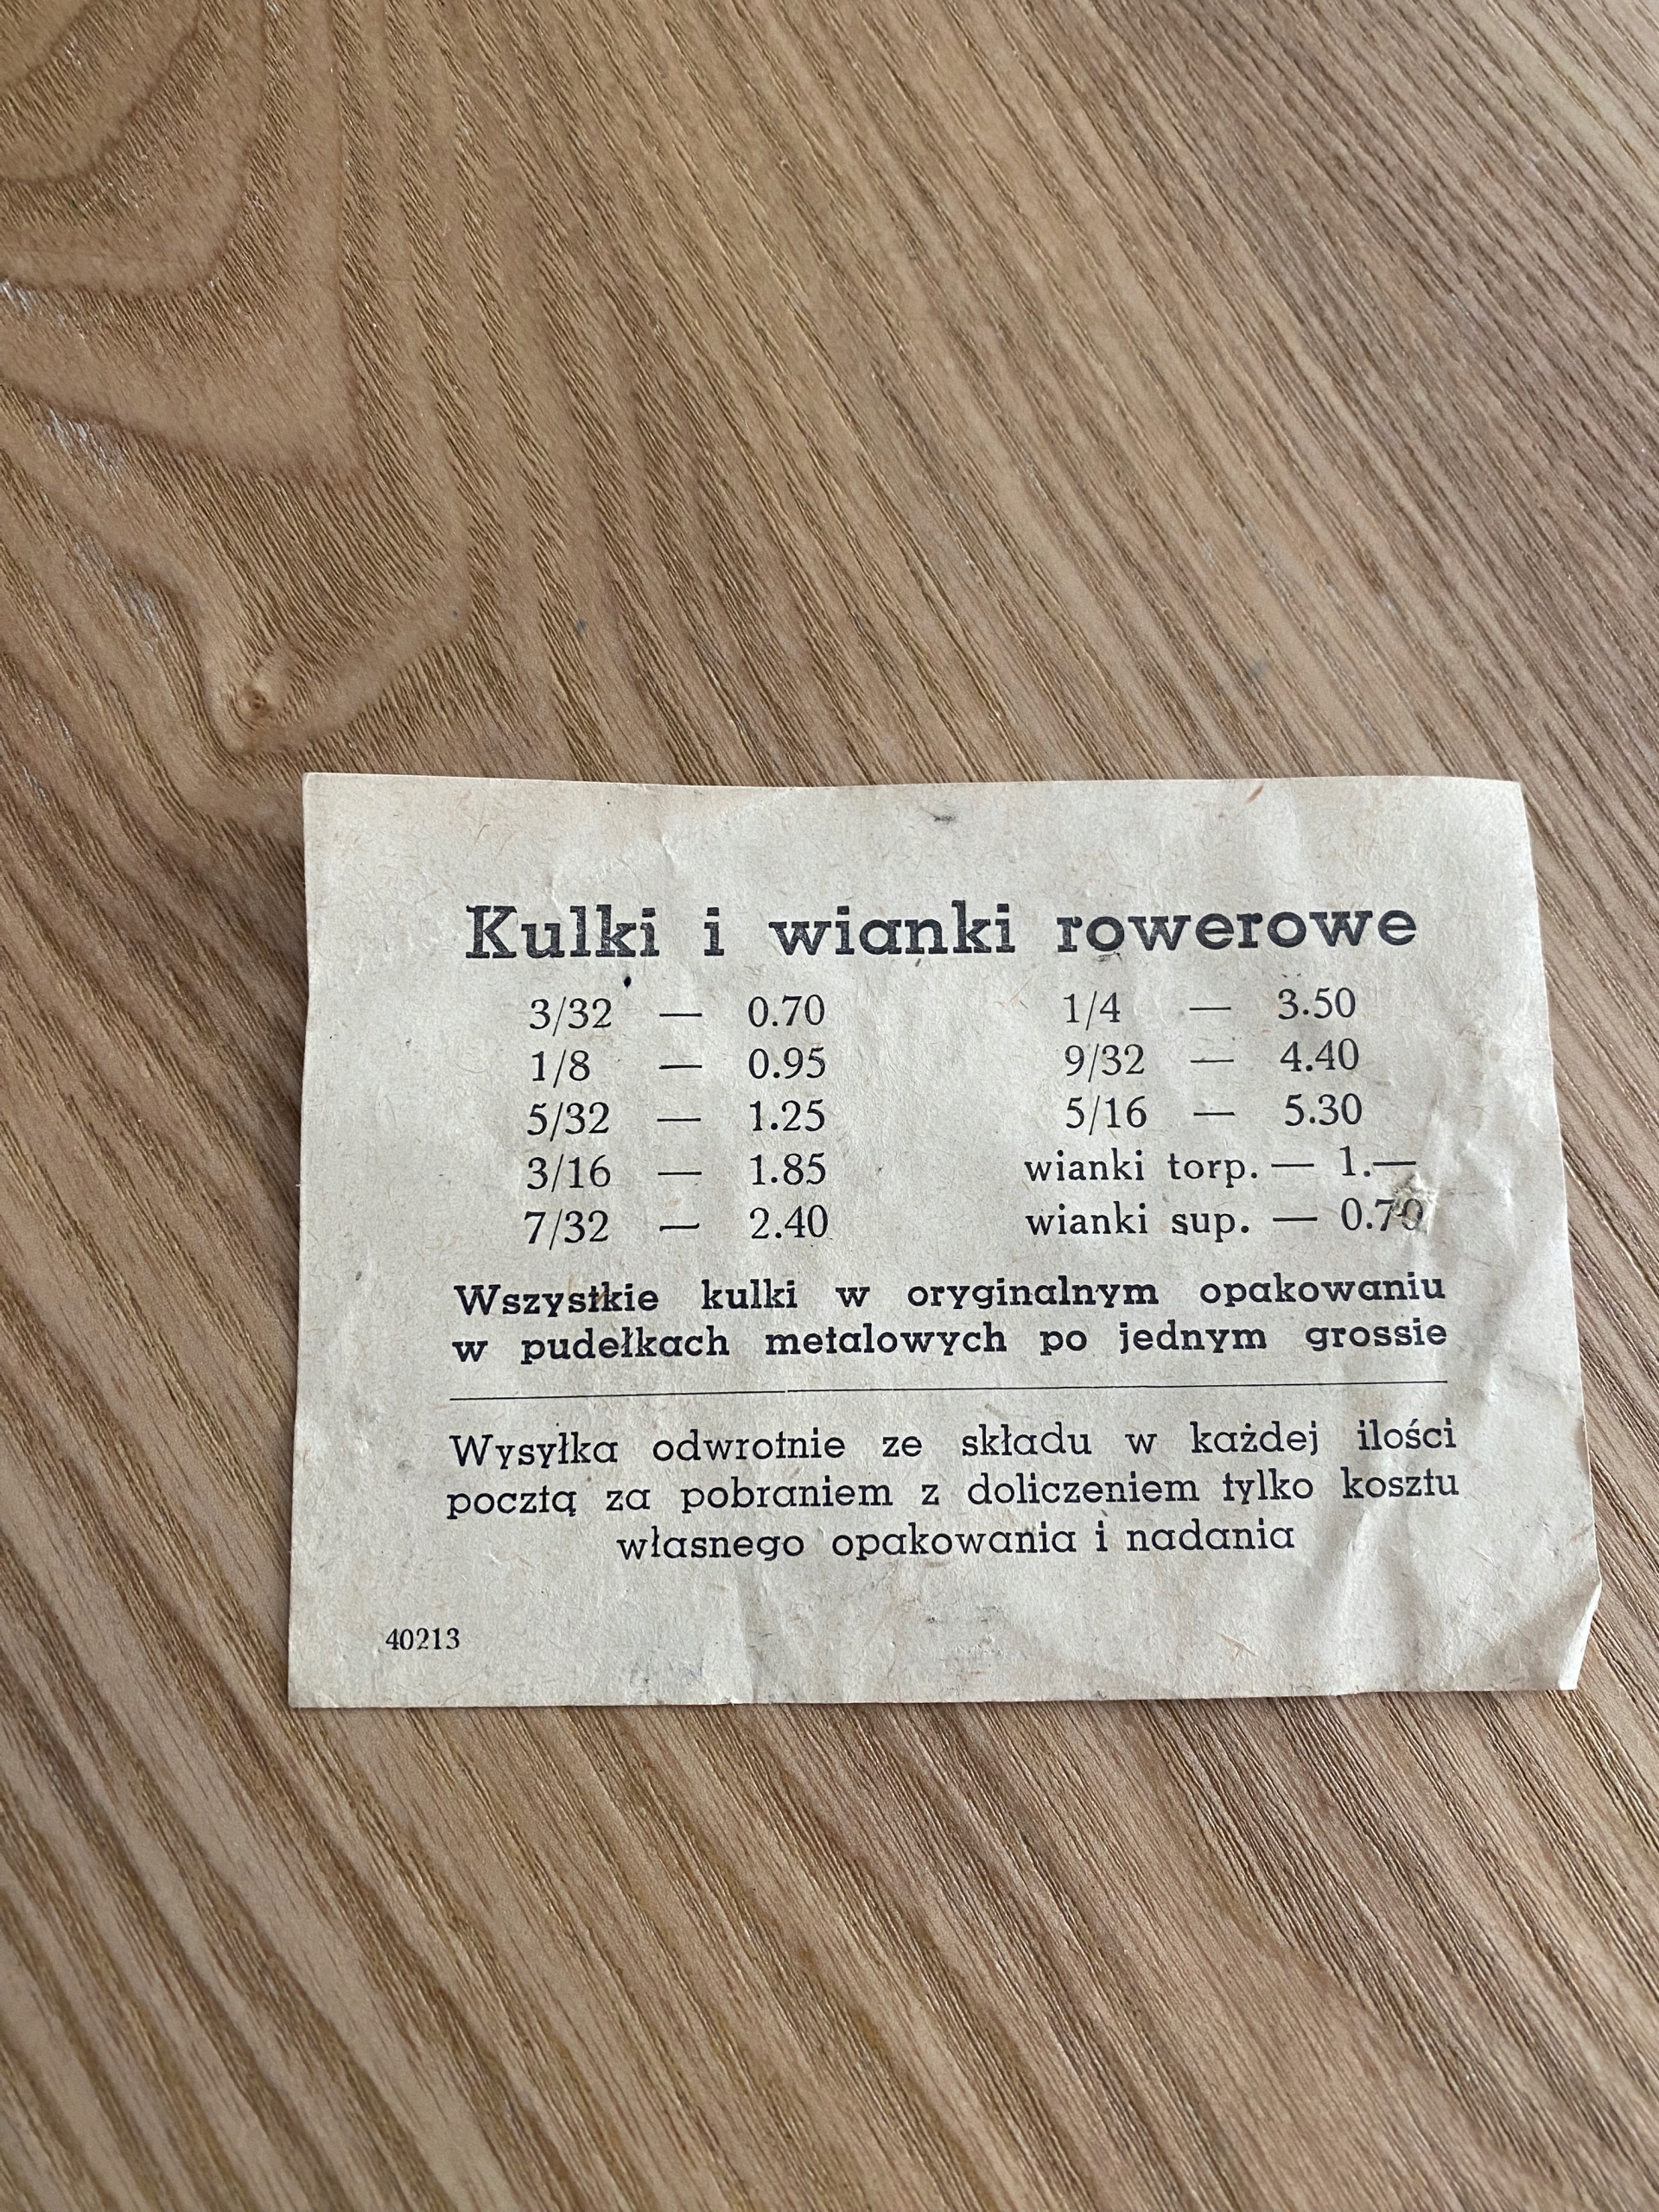 Kulki i wianki rowerowe
3/32 — 0.70
1/8 — 0.95
5/32 — 1.25
3/16 — 1.85
7/32 — 2.40
1/4 — 3.50
9/32 — 4.40
5/16 — 5.30
wianki torp. — 1.—
wianki sup. — 0.70
Wszystkie kulki w oryginalnym opakowaniu
w pudełkach metalowych po jednym grossie
Wysyłka odwrotnie ze składu w każdej ilości
pocztą za pobraniem z doliczeniem tylko kosztu
własnego opakowania i nadania
40213